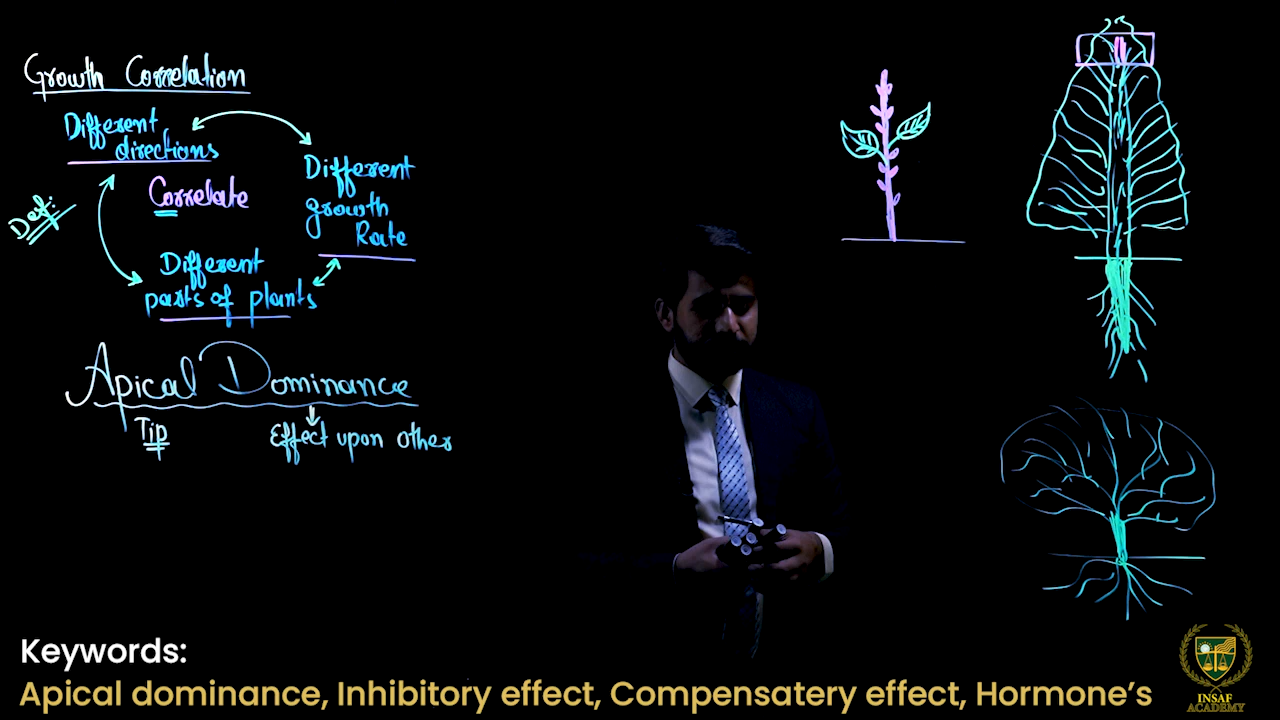 Growth Correlation
Different
directions
Different
growth
Rate
Correlate
Def:
Different
parts of plants
Apical Dominance
Tip
Effect upon other
Keywords:
Apical dominance, Inhibitory effect, Compensatery effect, Hormone’s
INSAF
ACADEMY